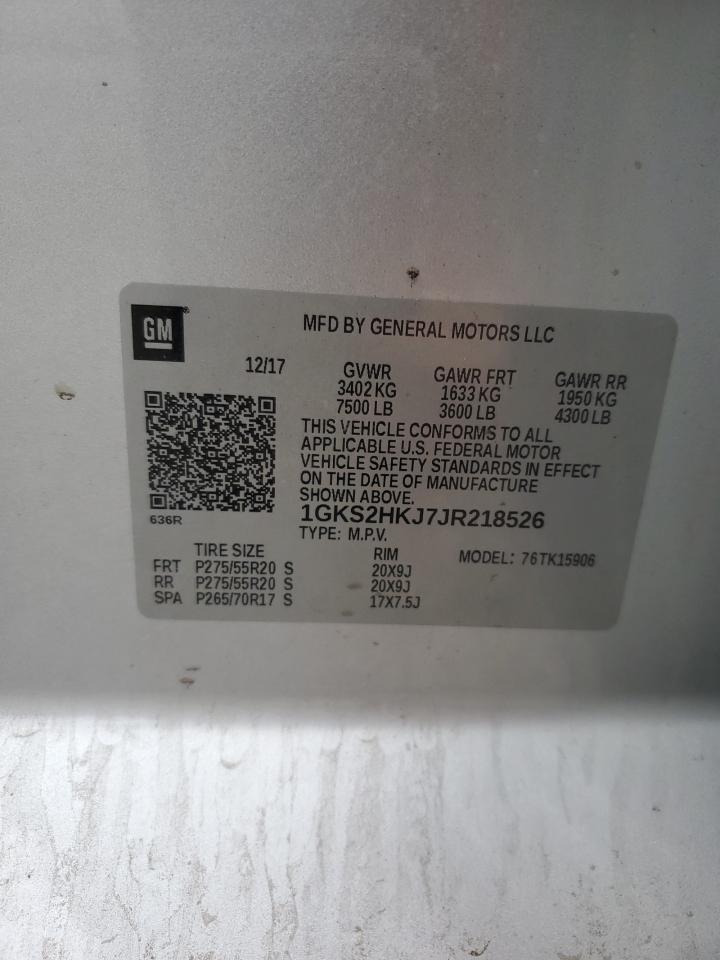 GM
MFD BY GENERAL MOTORS LLC
12/17 GVWR GAWR FRT GAWR RR
3402 KG 1633 KG 1950 KG
7500 LB 3600 LB 4300 LB
THIS VEHICLE CONFORMS TO ALL
APPLICABLE U.S. FEDERAL MOTOR
VEHICLE SAFETY STANDARDS IN EFFECT
ON THE DATE OF MANUFACTURE
SHOWN ABOVE.
636R
1GKS2HKJ7JR218526
TYPE: M.P.V.
TIRE SIZE RIM MODEL: 76TK15906
FRT P275/55R20 S 20X9J
RR P275/55R20 S 20X9J
SPA P265/70R17 S 17X7.5J